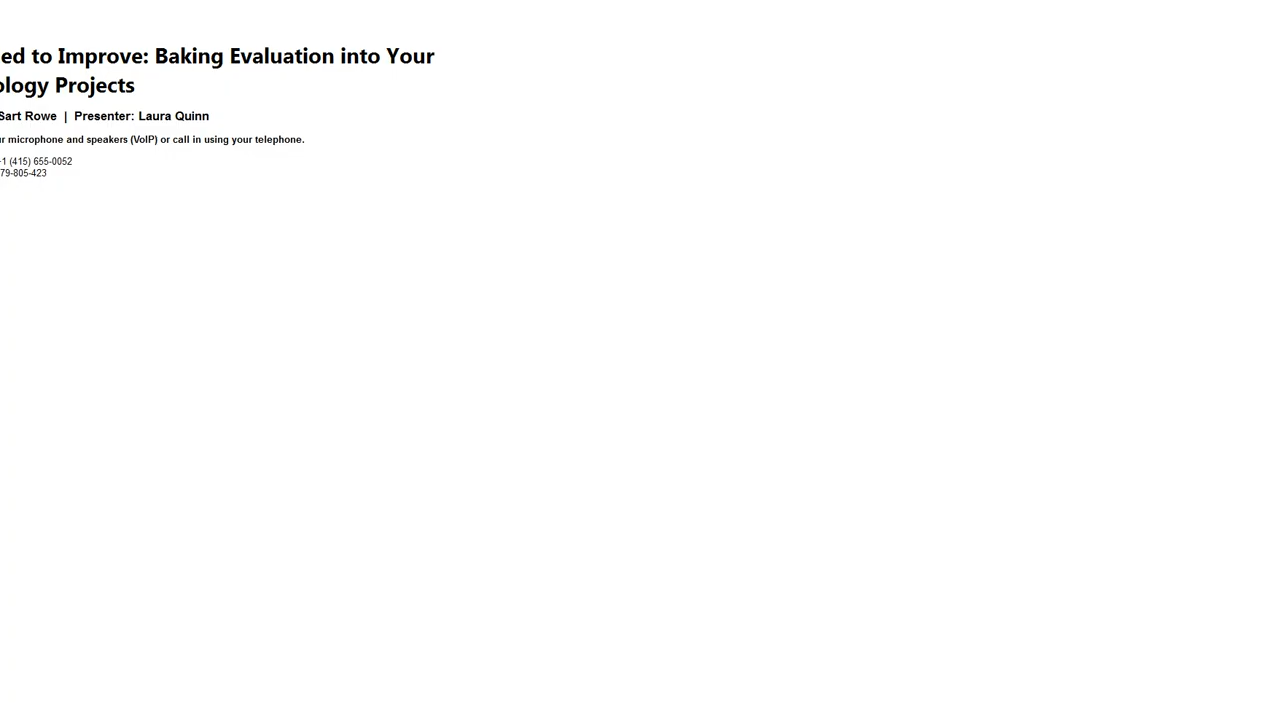 ed to Improve: Baking Evaluation into Your
ology Projects
Sart Rowe | Presenter: Laura Quinn
ur microphone and speakers (VoIP) or call in using your telephone.
1 (415) 655-0052
79-805-423